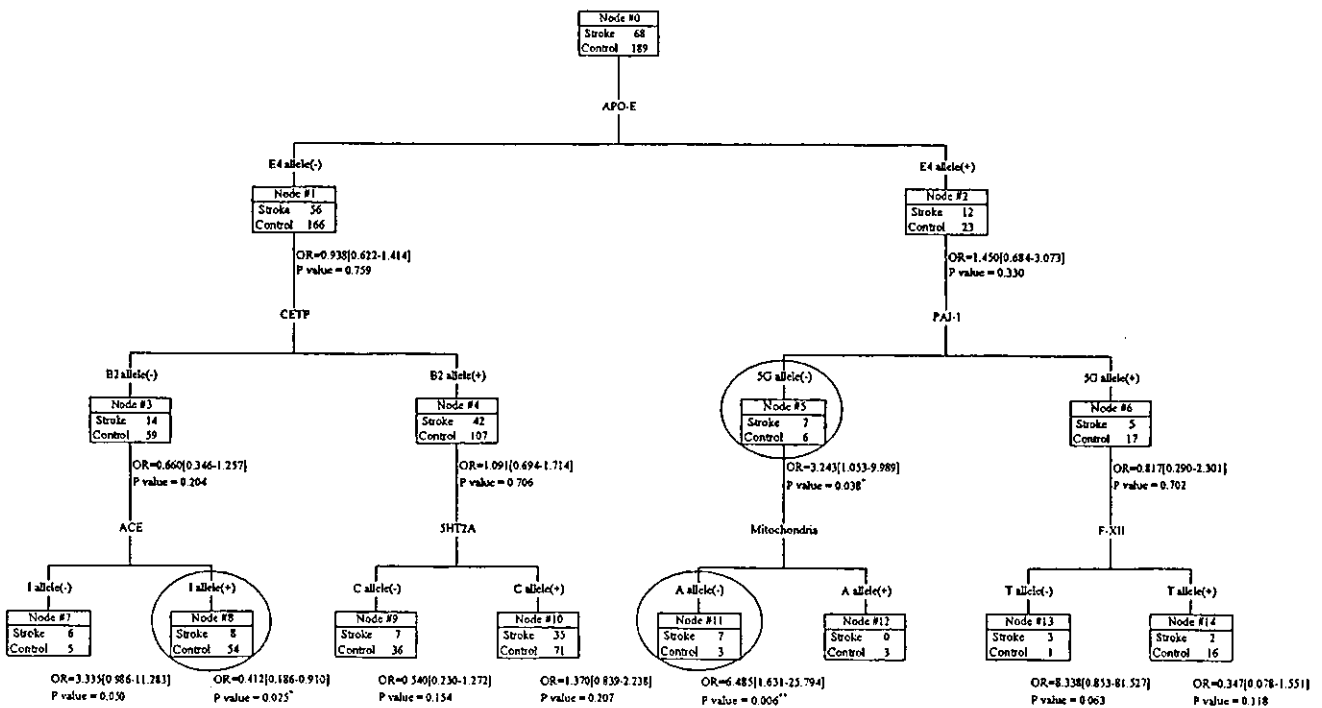 Node #0
Stroke 68
Control 189
APO-E
E4 allele(-)
Node #1
Stroke 56
Control 166
OR=0.938[0.622-1.414]
P value = 0.759
CETP
E4 allele(+)
Node #2
Stroke 12
Control 23
OR=1.450[0.684-3.073]
P value = 0.330
PAI-1
B2 allele(-)
Node #3
Stroke 14
Control 59
OR=0.660[0.346-1.257]
P value = 0.204
ACE
B2 allele(+)
Node #4
Stroke 42
Control 107
OR=1.091[0.694-1.714]
P value = 0.706
5HT2A
5G allele(-)
Node #5
Stroke 7
Control 6
OR=3.243[1.053-9.989]
P value = 0.038*
Mitochondria
5G allele(+)
Node #6
Stroke 5
Control 17
OR=0.817[0.290-2.301]
P value = 0.702
F-XII
I allele(-)
Node #7
Stroke 6
Control 5
OR=3.335[0.986-11.283]
P value = 0.050
I allele(+)
Node #8
Stroke 8
Control 54
OR=0.412[0.186-0.910]
P value = 0.025*
C allele(-)
Node #9
Stroke 7
Control 36
OR=0.540[0.230-1.272]
P value = 0.154
C allele(+)
Node #10
Stroke 35
Control 71
OR=1.370[0.839-2.238]
P value = 0.207
A allele(-)
Node #11
Stroke 7
Control 3
OR=6.485[1.631-25.794]
P value = 0.006**
A allele(+)
Node #12
Stroke 0
Control 3
T allele(-)
Node #13
Stroke 3
Control 1
OR=8.338[0.853-81.527]
P value = 0.063
T allele(+)
Node #14
Stroke 2
Control 16
OR=0.347[0.078-1.551]
P value = 0.118